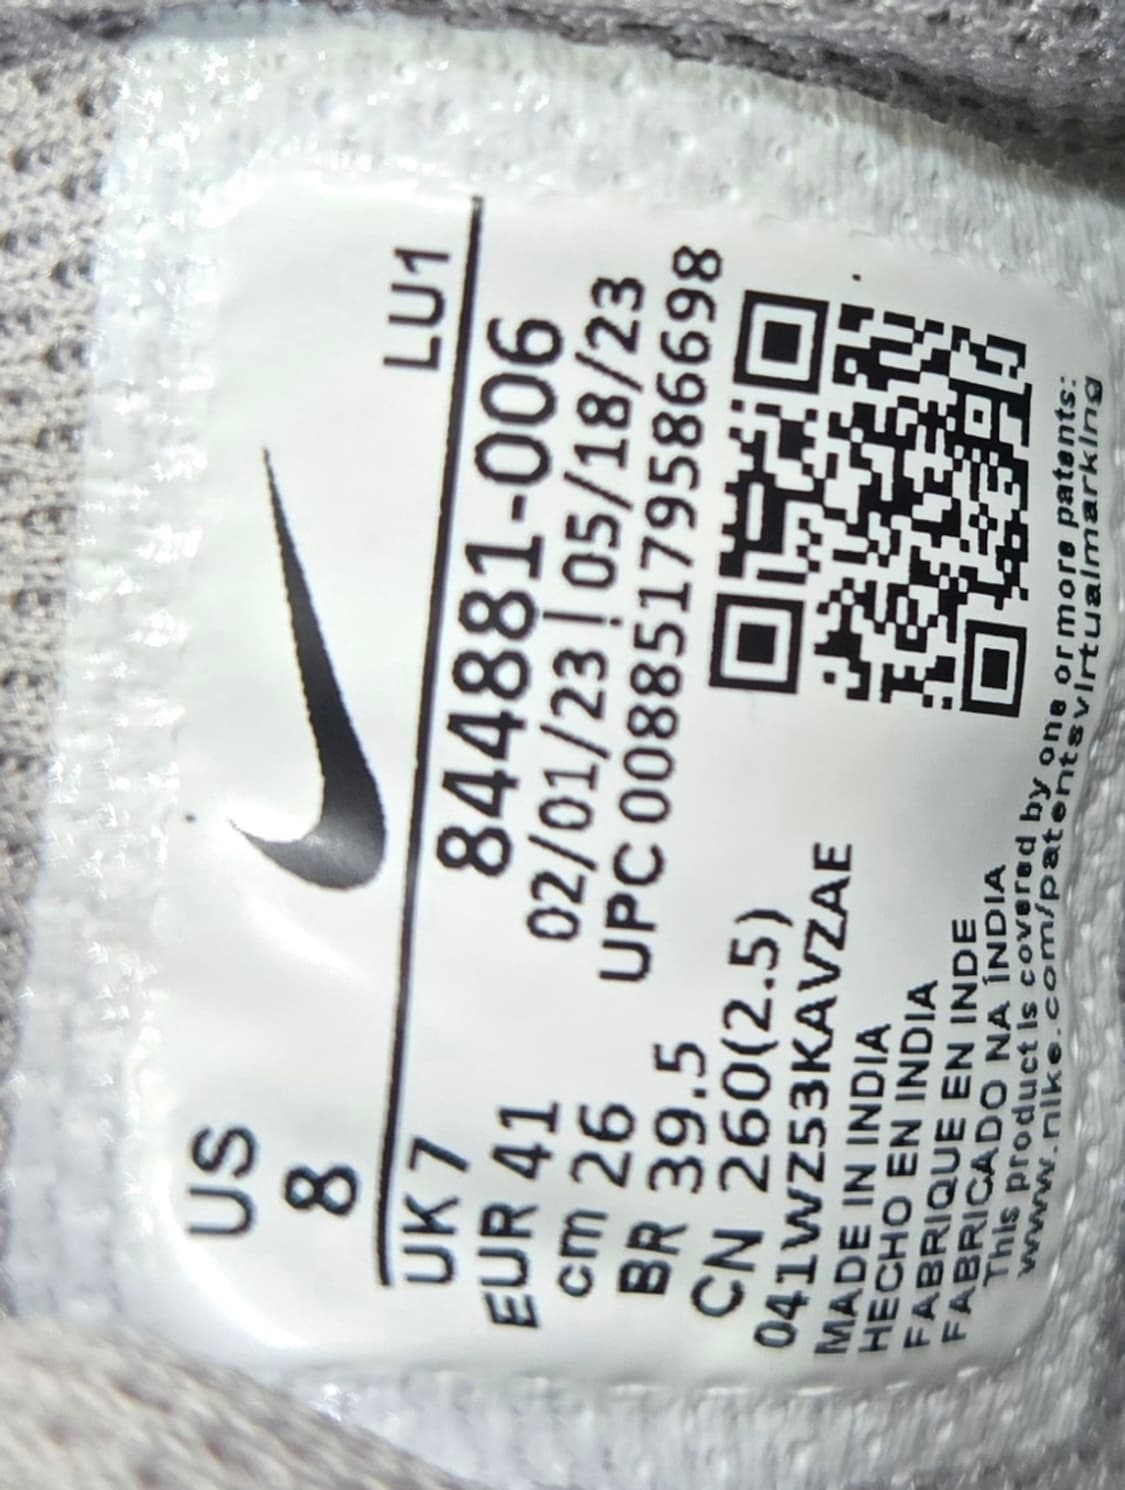 US
8
LU1
UK 7
EUR 41
cm 26
BR 39.5
CN 260(2.5)
844881-006
02/01/23 | 05/18/23
UPC 00885179586698
041WZ53KAVZAE
MADE IN INDIA
HECHO EN INDIA
FABRIQUE EN INDE
FABRICADO NA ÍNDIA
This product is covered by one or more patents:
www.nike.com/patentsvirtualmarking